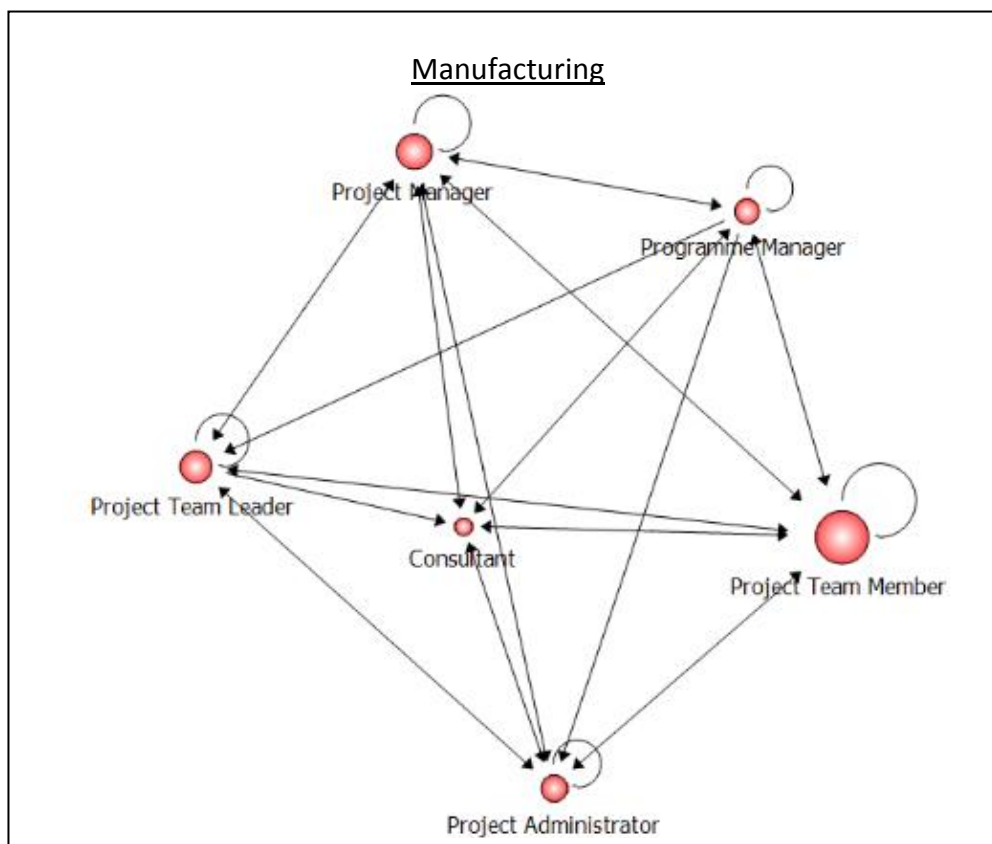 Manufacturing
Project Manager
Programme Manager
Project Team Leader
Consultant
Project Team Member
Project Administrator